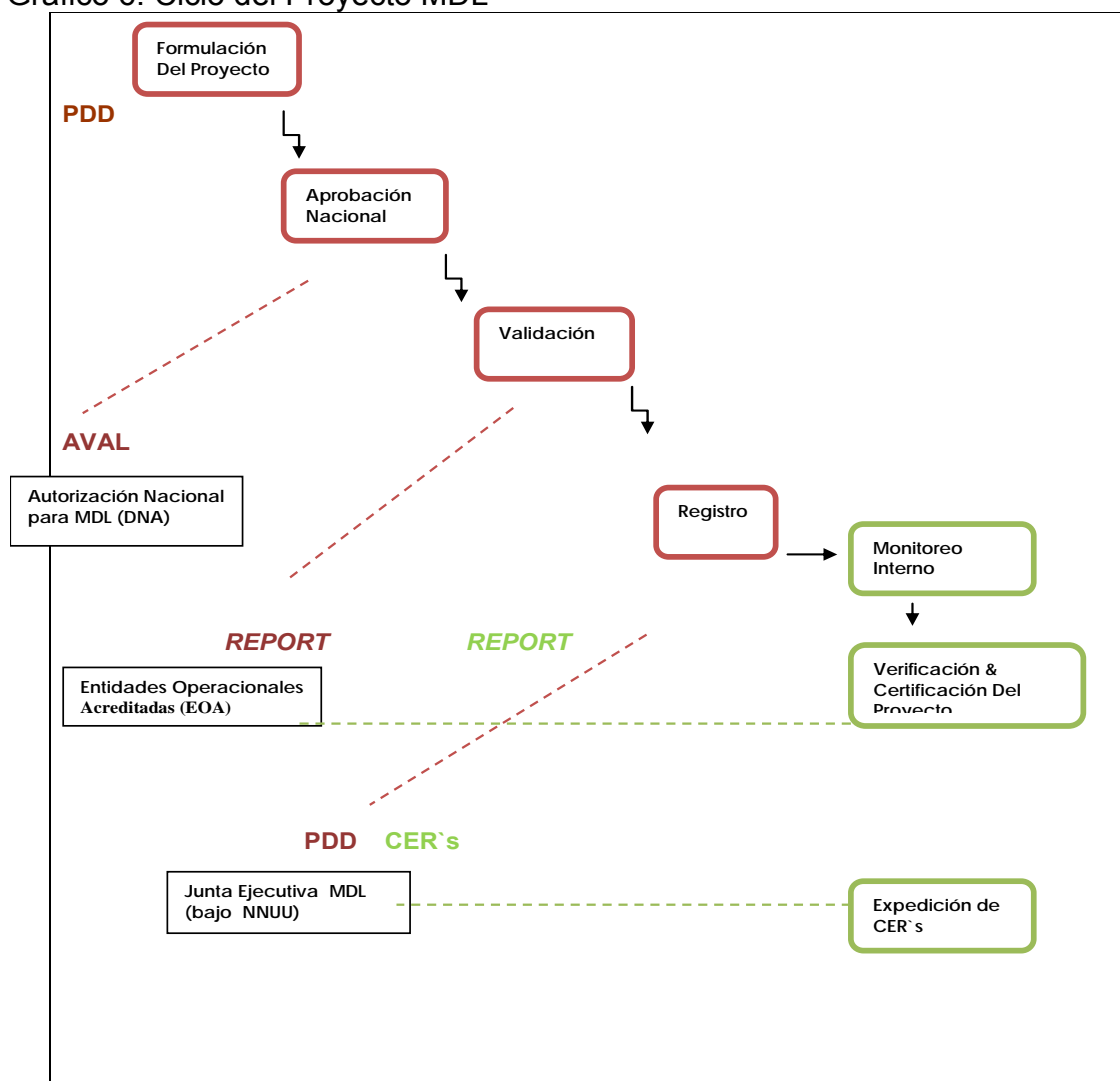 Gráfico 6. Ciclo del Proyecto MDL
Formulación
Del Proyecto
PDD
Aprobación
Nacional
Validación
AVAL
Autorización Nacional
para MDL (DNA)
Registro
Monitoreo
Interno
REPORT REPORT
Entidades Operacionales
Acreditadas (EOA)
Verificación &
Certificación Del
Proyecto
PDD CER`s
Junta Ejecutiva MDL
(bajo NNUU)
Expedición de
CER`s